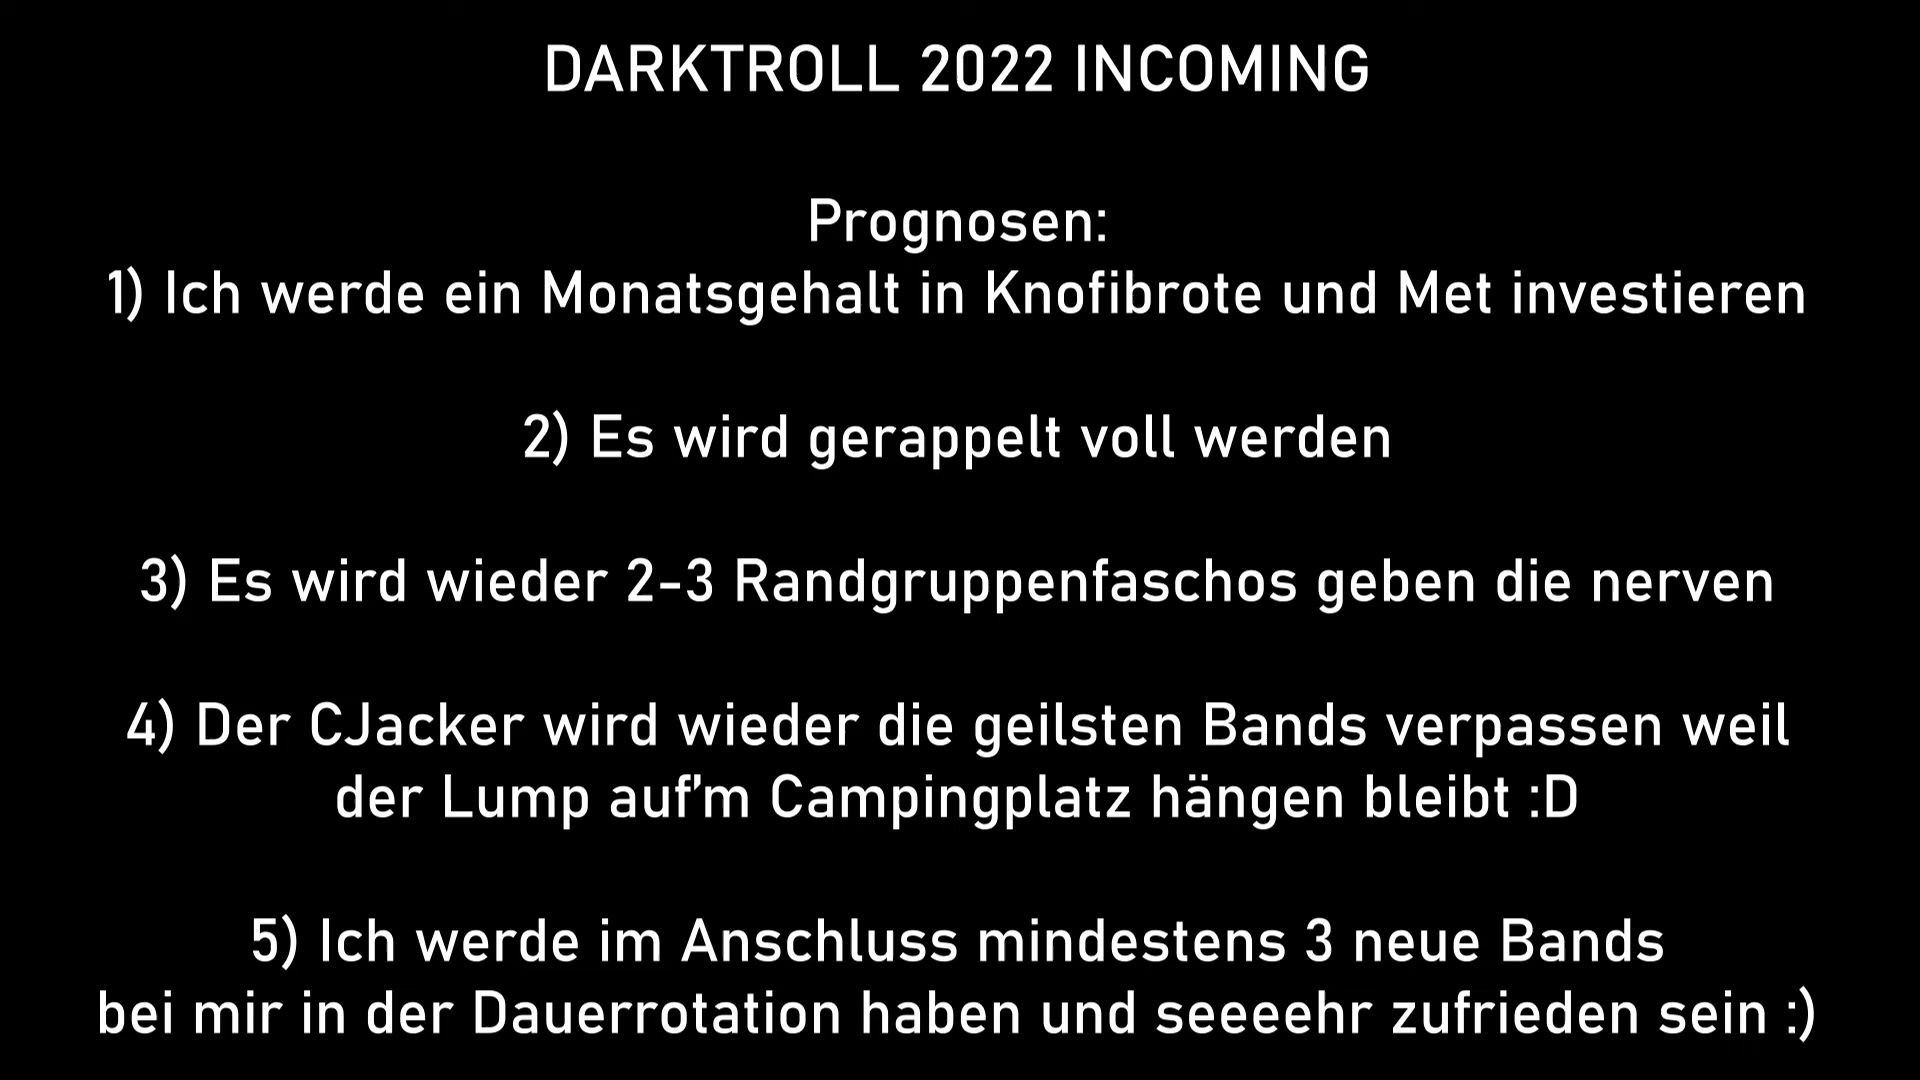 DARKTROLL 2022 INCOMING
Prognosen:
1) Ich werde ein Monatsgehalt in Knofibrote und Met investieren
2) Es wird gerappelt voll werden
3) Es wird wieder 2-3 Randgruppenfaschos geben die nerven
4) Der CJacker wird wieder die geilsten Bands verpassen weil
der Lump auf’m Campingplatz hängen bleibt :D
5) Ich werde im Anschluss mindestens 3 neue Bands
bei mir in der Dauerrotation haben und seeeehr zufrieden sein :)